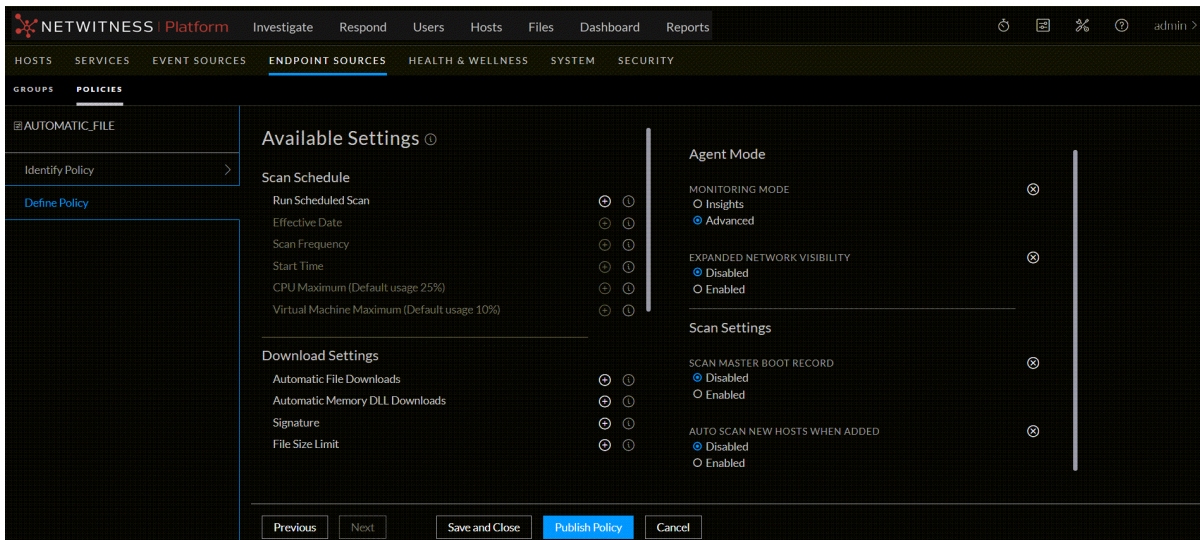 NETWITNESS | Platform Investigate Respond Users Hosts Files Dashboard Reports admin >
HOSTS SERVICES EVENT SOURCES ENDPOINT SOURCES HEALTH & WELLNESS SYSTEM SECURITY
GROUPS POLICIES
AUTOMATIC_FILE
Identify Policy
Define Policy
Available Settings
Scan Schedule
Run Scheduled Scan
Effective Date
Scan Frequency
Start Time
CPU Maximum (Default usage 25%)
Virtual Machine Maximum (Default usage 10%)
Download Settings
Automatic File Downloads
Automatic Memory DLL Downloads
Signature
File Size Limit
Agent Mode
MONITORING MODE
Insights
Advanced
EXPANDED NETWORK VISIBILITY
Disabled
Enabled
Scan Settings
SCAN MASTER BOOT RECORD
Disabled
Enabled
AUTO SCAN NEW HOSTS WHEN ADDED
Disabled
Enabled
Previous Next Save and Close Publish Policy Cancel